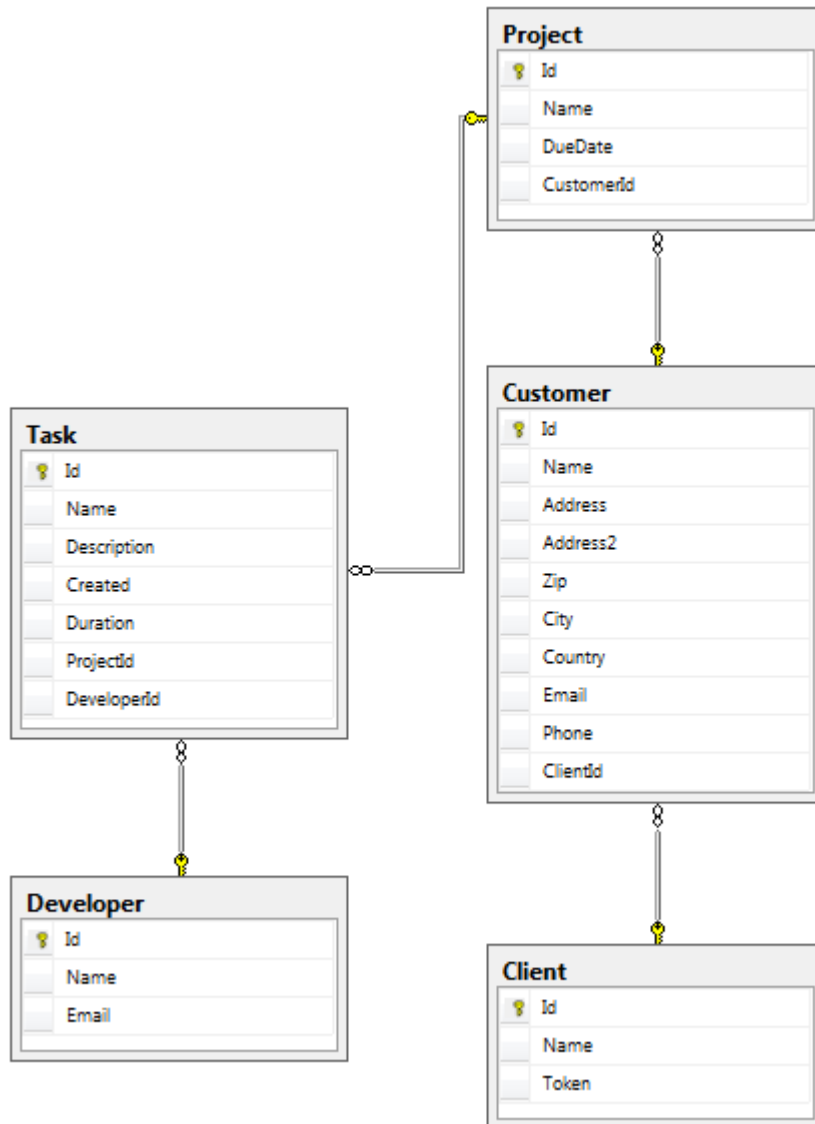 Project
Id
Name
DueDate
CustomerId
Customer
Id
Name
Address
Address2
Zip
City
Country
Email
Phone
ClientId
Task
Id
Name
Description
Created
Duration
ProjectId
DeveloperId
Developer
Id
Name
Email
Client
Id
Name
Token